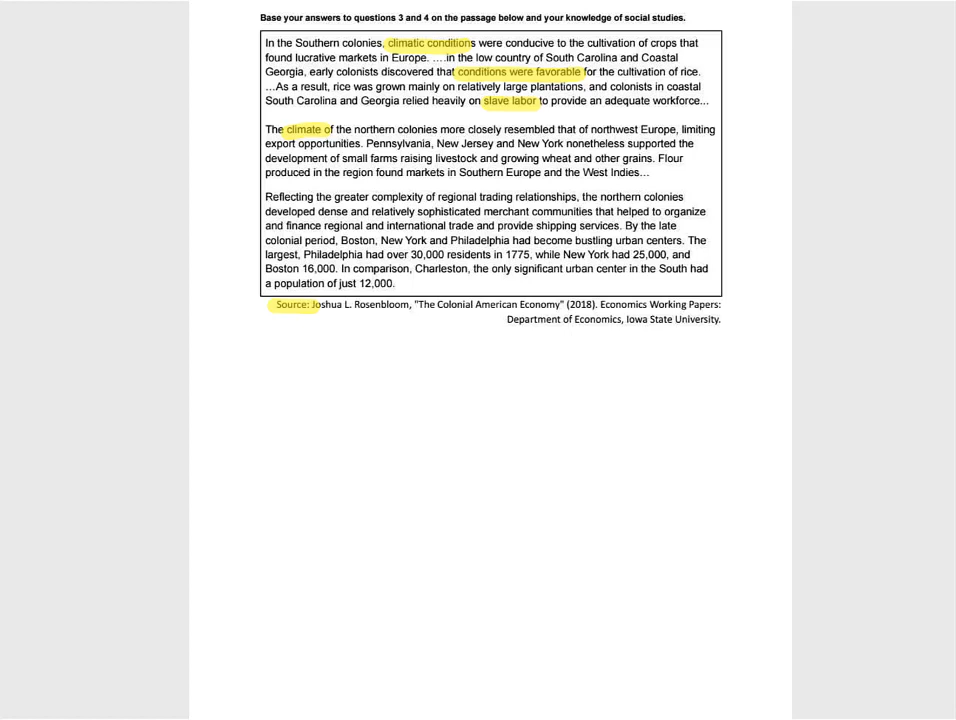 Base your answers to questions 3 and 4 on the passage below and your knowledge of social studies.
In the Southern colonies, climatic conditions were conducive to the cultivation of crops that
found lucrative markets in Europe. ….in the low country of South Carolina and Coastal
Georgia, early colonists discovered that conditions were favorable for the cultivation of rice.
…As a result, rice was grown mainly on relatively large plantations, and colonists in coastal
South Carolina and Georgia relied heavily on slave labor to provide an adequate workforce...
The climate of the northern colonies more closely resembled that of northwest Europe, limiting
export opportunities. Pennsylvania, New Jersey and New York nonetheless supported the
development of small farms raising livestock and growing wheat and other grains. Flour
produced in the region found markets in Southern Europe and the West Indies…
Reflecting the greater complexity of regional trading relationships, the northern colonies
developed dense and relatively sophisticated merchant communities that helped to organize
and finance regional and international trade and provide shipping services. By the late
colonial period, Boston, New York and Philadelphia had become bustling urban centers. The
largest, Philadelphia had over 30,000 residents in 1775, while New York had 25,000, and
Boston 16,000. In comparison, Charleston, the only significant urban center in the South had
a population of just 12,000.
Source: Joshua L. Rosenbloom, "The Colonial American Economy" (2018). Economics Working Papers:
Department of Economics, Iowa State University.